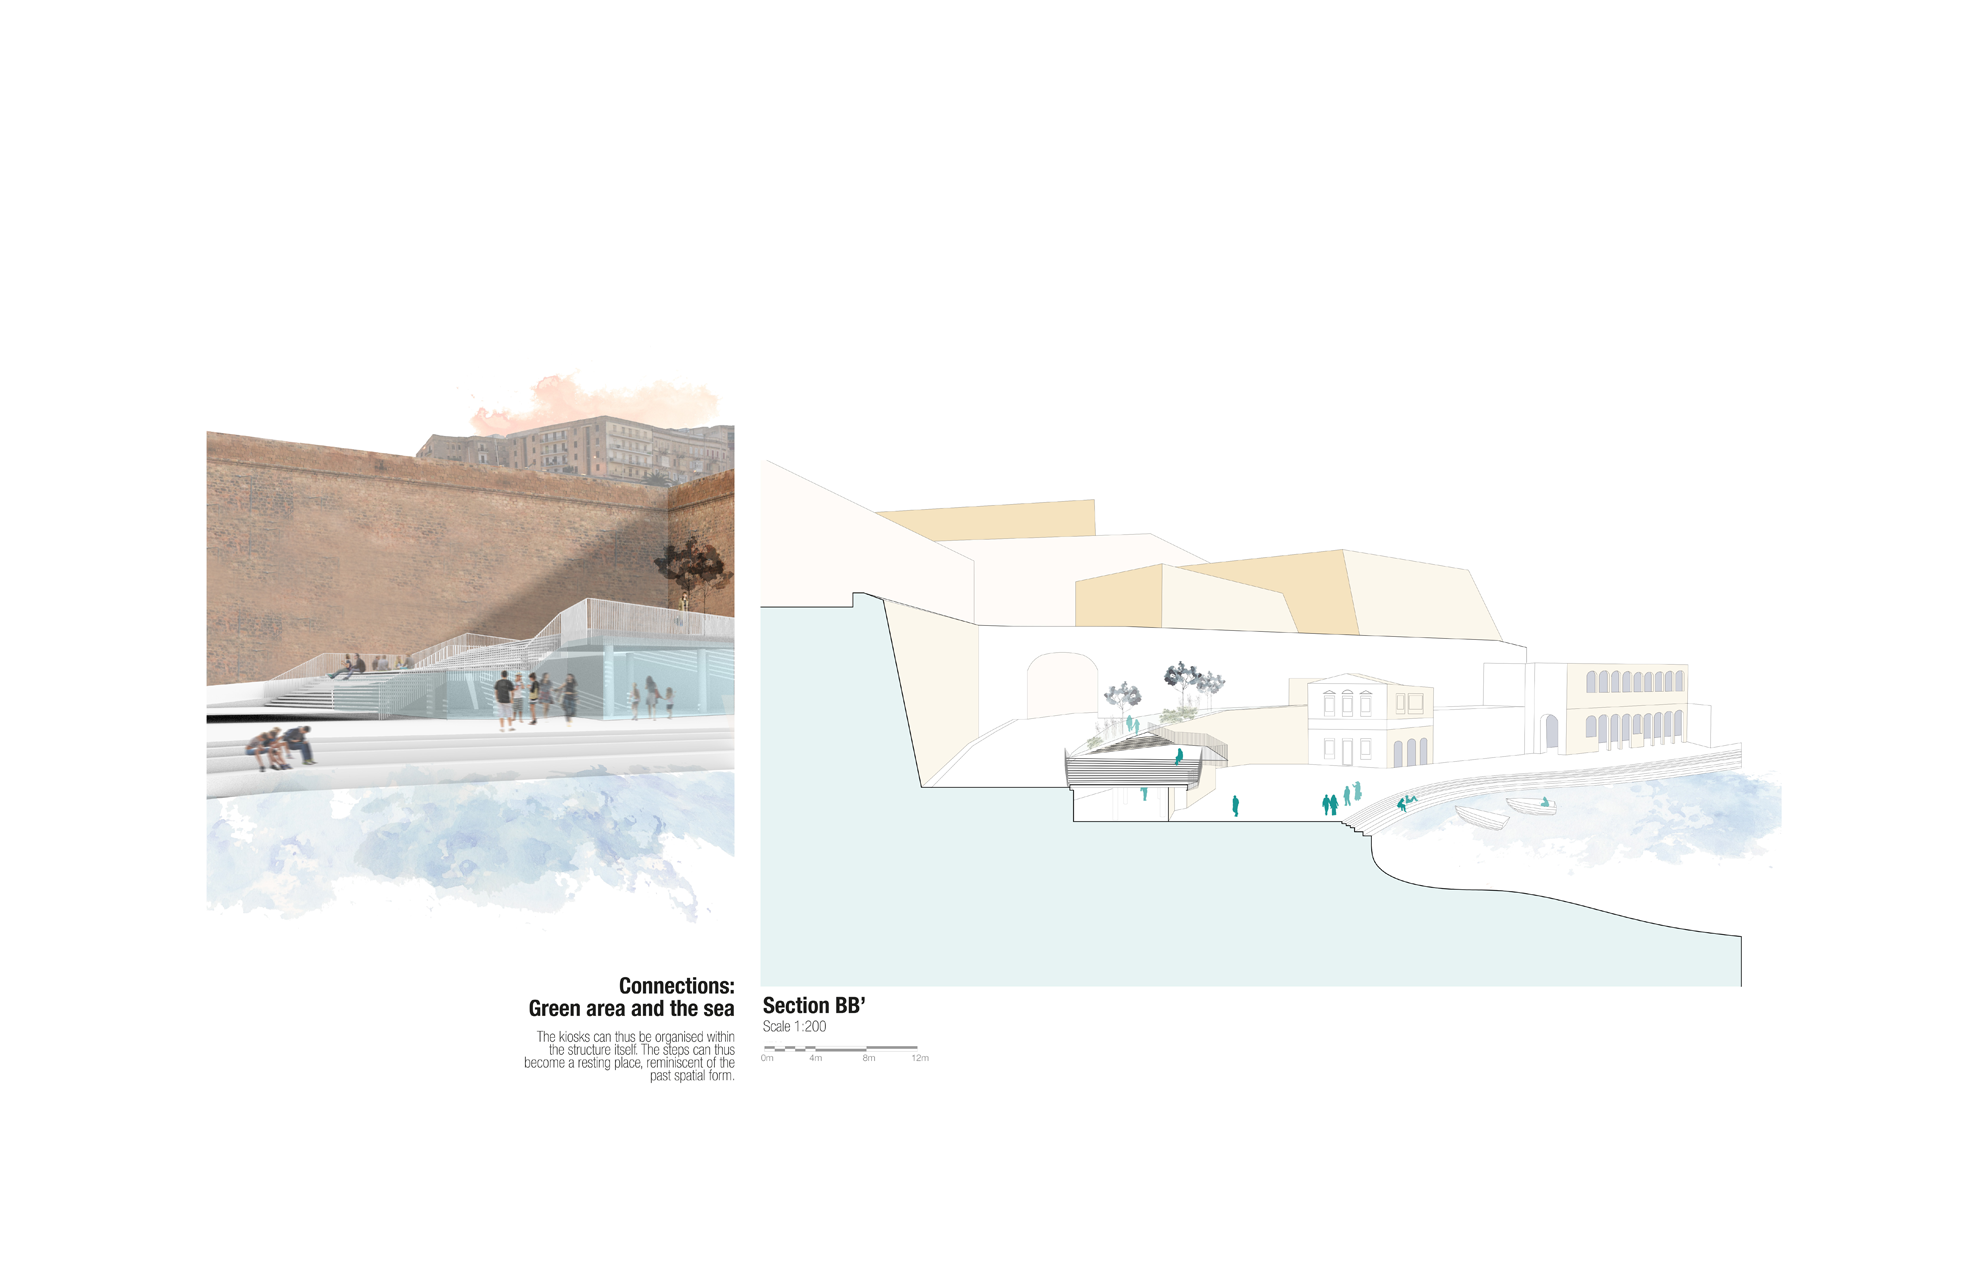 Connections:
Green area and the sea
The kiosks can thus be organised within
the structure itself. The steps can thus
become a resting place, reminiscent of the
past spatial form.
Section BB’
Scale 1:200
0m 4m 8m 12m